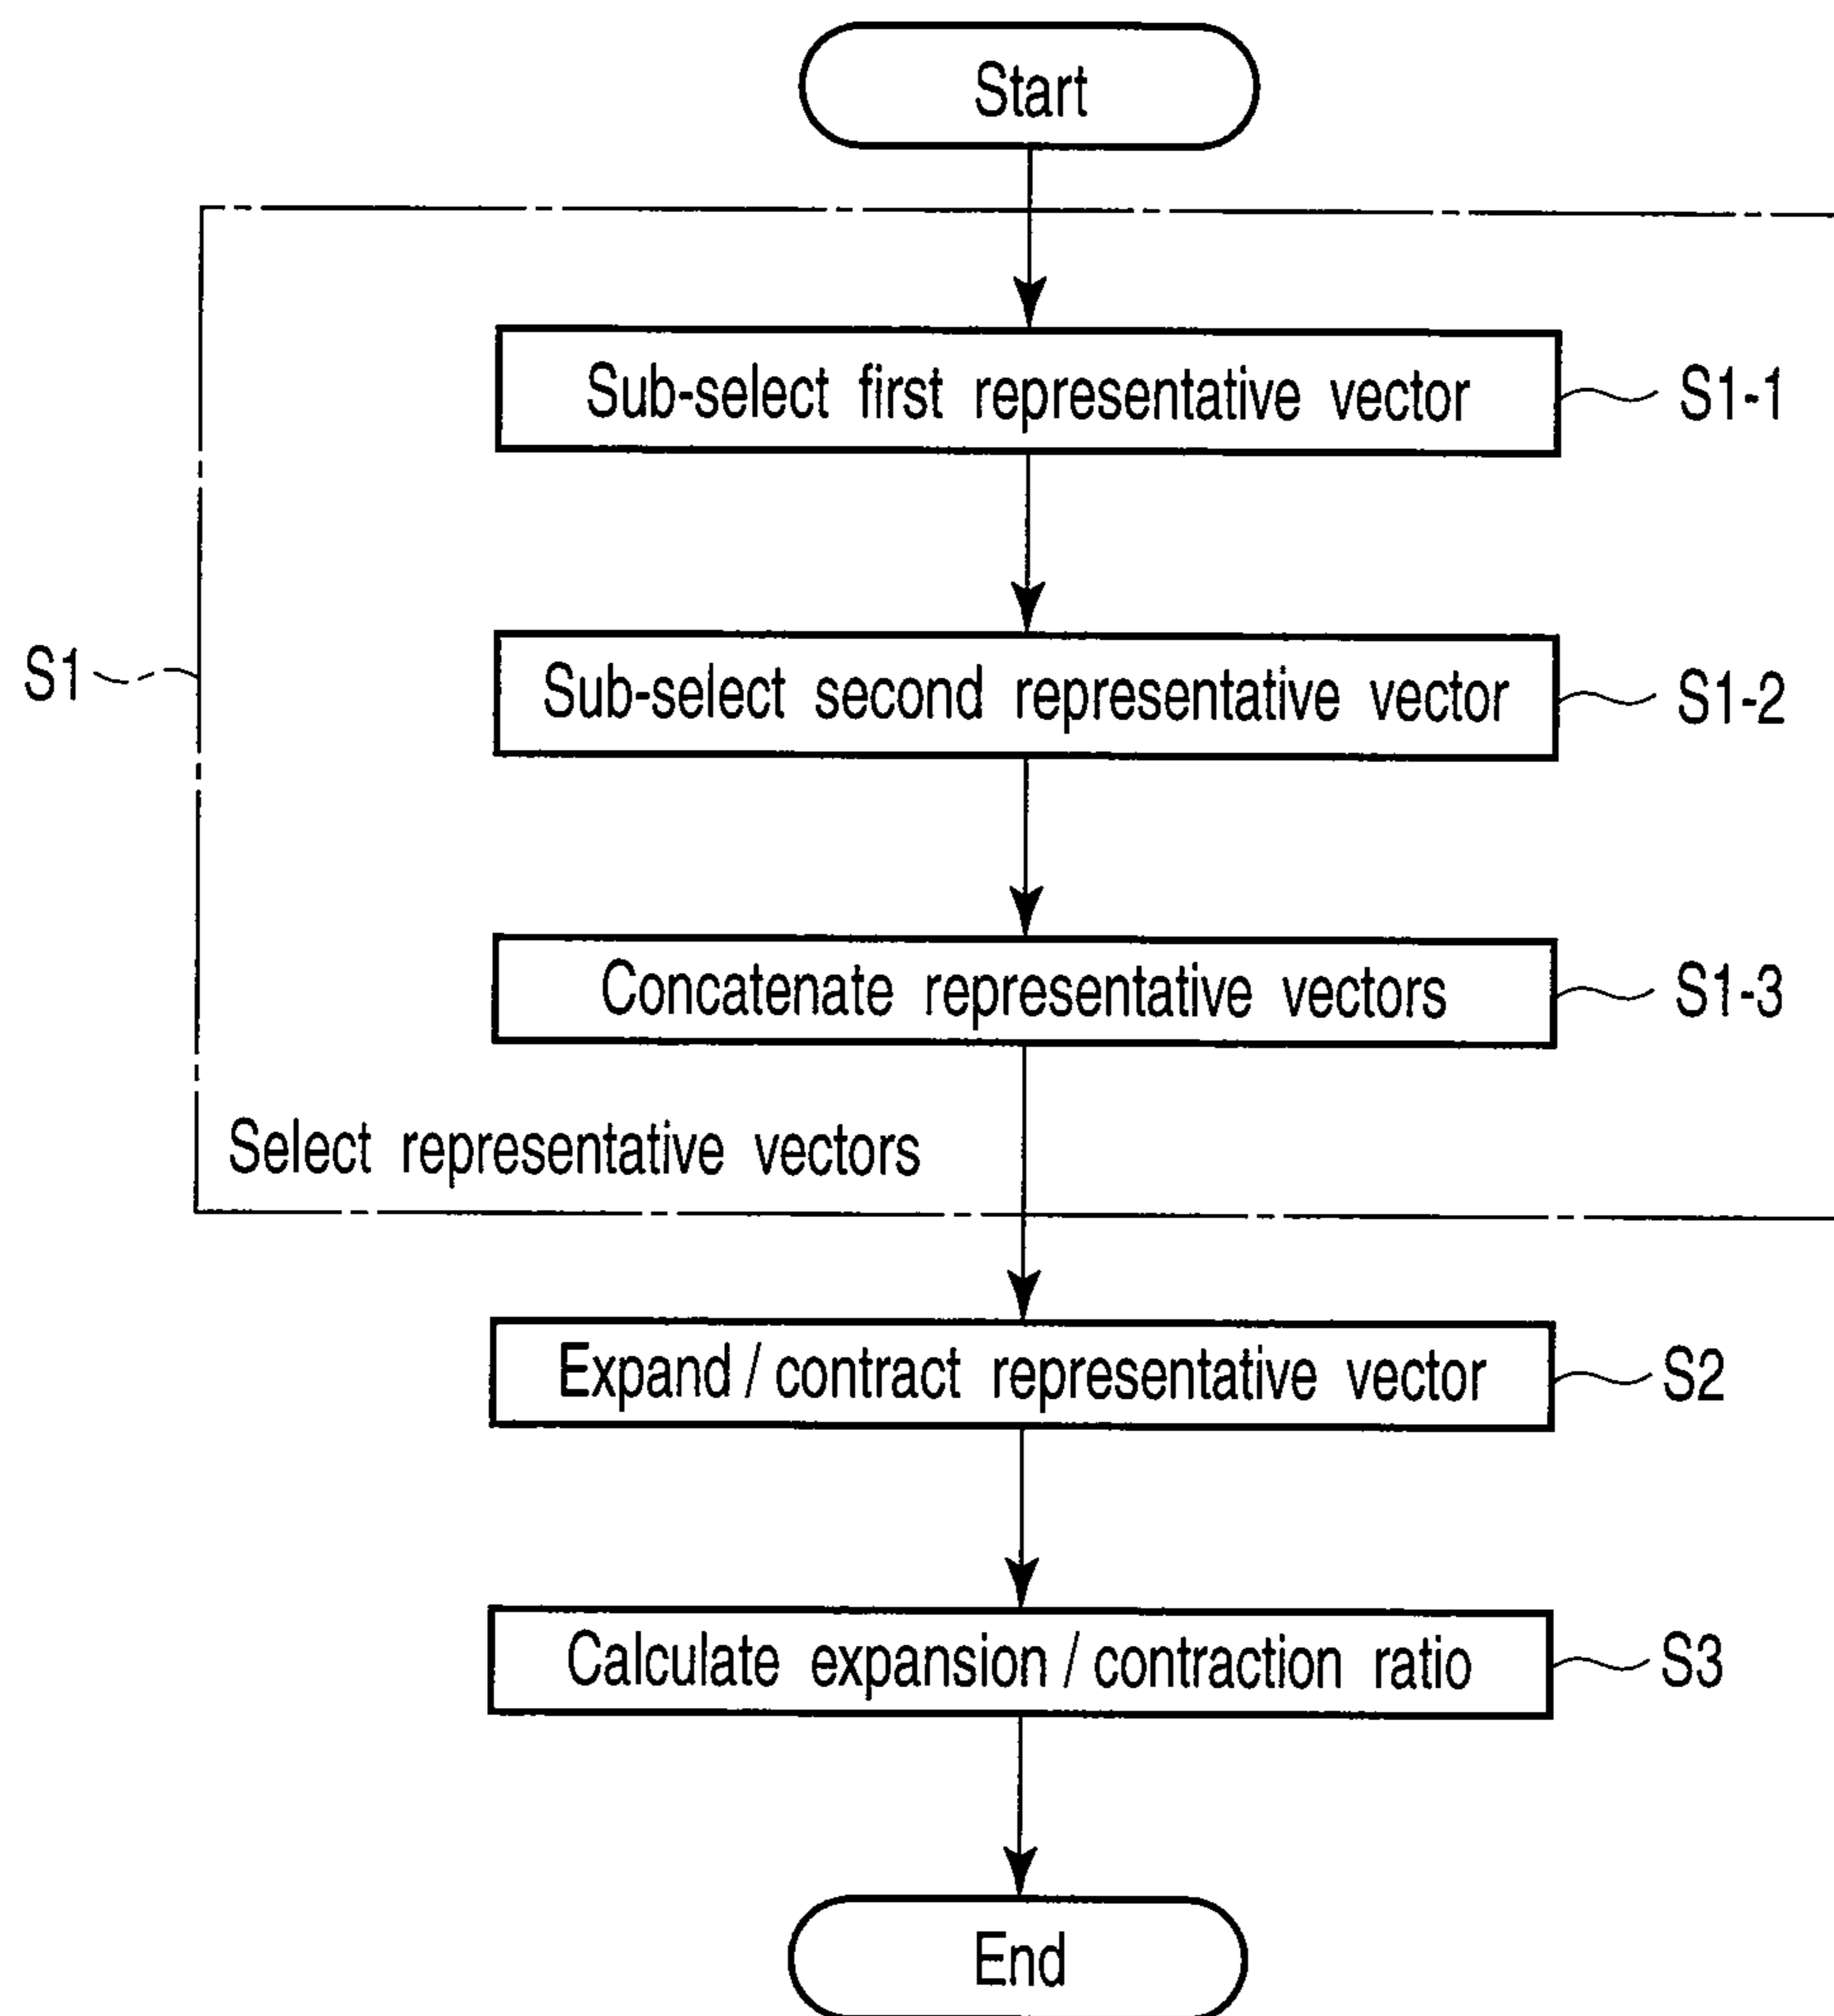 Start
Sub-select first representative vector
S1-1
S1
Sub-select second representative vector
S1-2
Concatenate representative vectors
S1-3
Select representative vectors
Expand / contract representative vector
S2
Calculate expansion / contraction ratio
S3
End